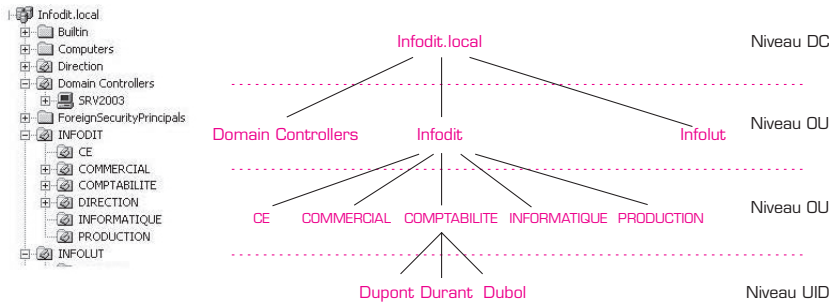 Infodit.local
Builtin
Computers
Direction
Domain Controllers
SRV2003
ForeignSecurityPrincipals
INFODIT
CE
COMMERCIAL
COMPTABILITE
DIRECTION
INFORMATIQUE
PRODUCTION
INFOLUT
Infodit.local
Niveau DC
Domain Controllers
Infodit
Infolut
Niveau OU
CE
COMMERCIAL
COMPTABILITE
INFORMATIQUE
PRODUCTION
Niveau OU
Dupont
Durant
Dubol
Niveau UID